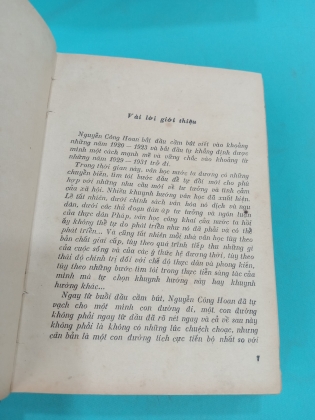 Vài lời giới thiệu
Nguyễn Công Hoan bắt đầu cầm bút viết vào khoảng
những năm 1920 - 1923 và bắt đầu tự khẳng định được
mình một cách mạnh mẽ và vững chắc vào khoảng
từ những năm 1929 - 1931 trở đi.
Trong thời gian này, văn học nước ta đương có những
chuyển biến, tìm tòi bước đầu để tự đổi mới cho phù
hợp với những nhu cầu mới về tư tưởng và tình cảm
của xã hội. Nhiều khuynh hướng văn học đã xuất hiện.
Lẽ tất nhiên, dưới chính sách văn hóa nô dịch và ngu
dân, dưới các thủ đoạn đàn áp tư tưởng và ngôn luận
của thực dân Pháp, văn học công khai của nước ta hồi
ấy không thể tự do phát triển như nó đã phải và có thể
phát triển... Và cũng tất nhiên mỗi nhà văn học tùy theo
bản chất giai cấp, tùy theo quá trình tiếp thu những gì
của cuộc sống và của các ý thức hệ đương thời, tùy theo
thái độ chính trị đối với chế độ thực dân và phong kiến,
tùy theo những bước tìm tòi trong thực tiễn sáng tác của
mình mà tự chọn khuynh hướng này hay khuynh
hướng khác...
Ngay từ buổi đầu cầm bút, Nguyễn Công Hoan đã tự
vạch cho một mình con đường đi, một con đường
không phải ngay từ đầu đã rõ nét ngay và cả về sau này
không phải là không có những lúc chuệch choạc, nhưng
căn bản là một con đường tích cực tiến bộ nhất so với
7